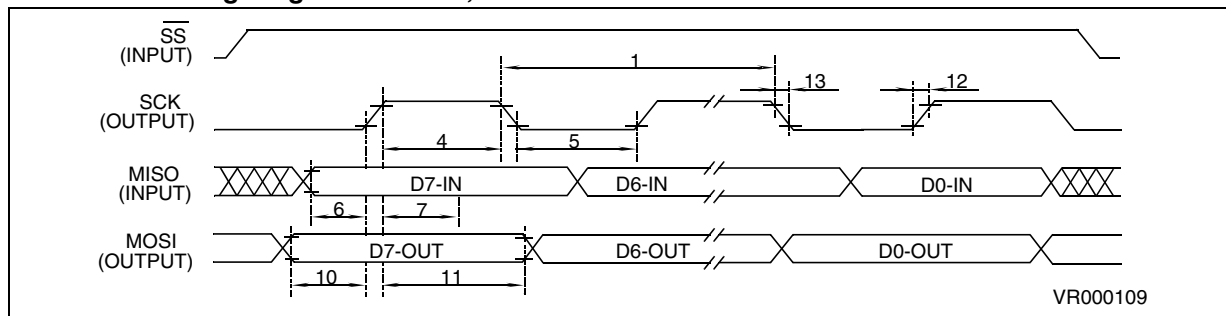 SS
(INPUT)
1
13
12
SCK
(OUTPUT)
4
5
MISO
(INPUT)
D7-IN
D6-IN
D0-IN
6
7
MOSI
(OUTPUT)
D7-OUT
D6-OUT
D0-OUT
10
11
VR000109